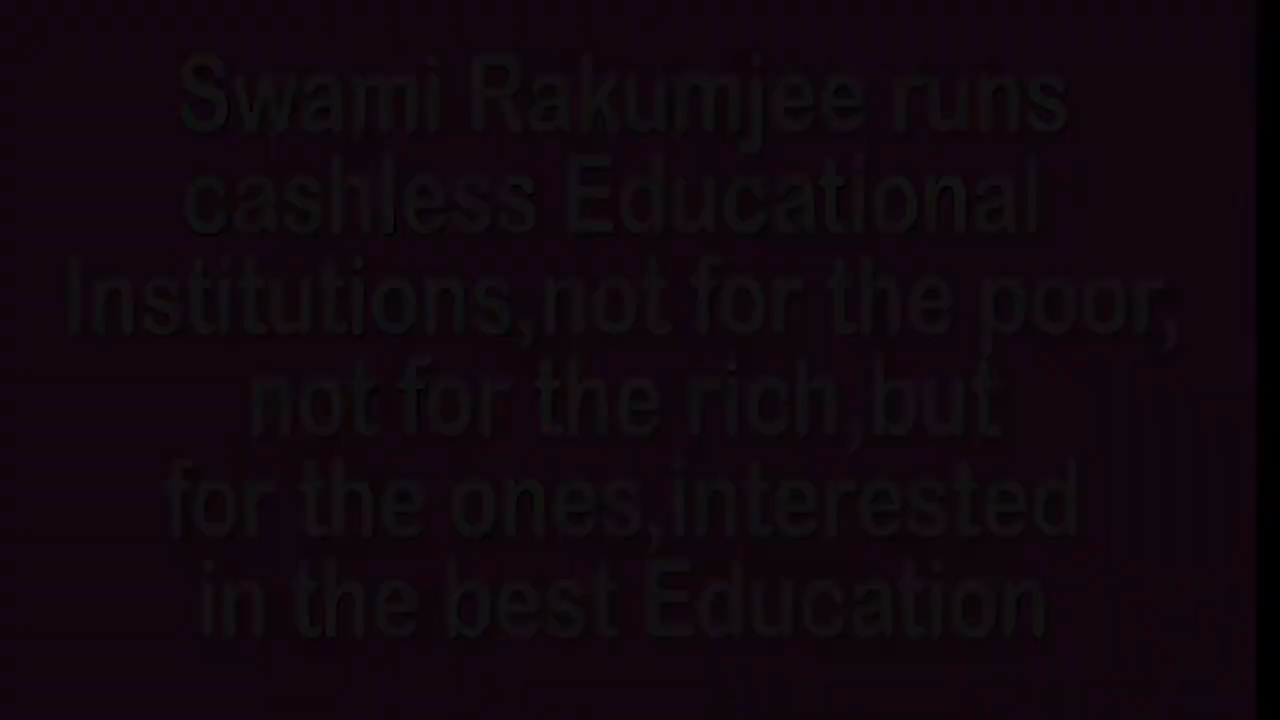 Swami Rakumjee runs
cashless Educational
Institutions,not for the poor,
not for the rich,but
for the ones,interested
in the best Education